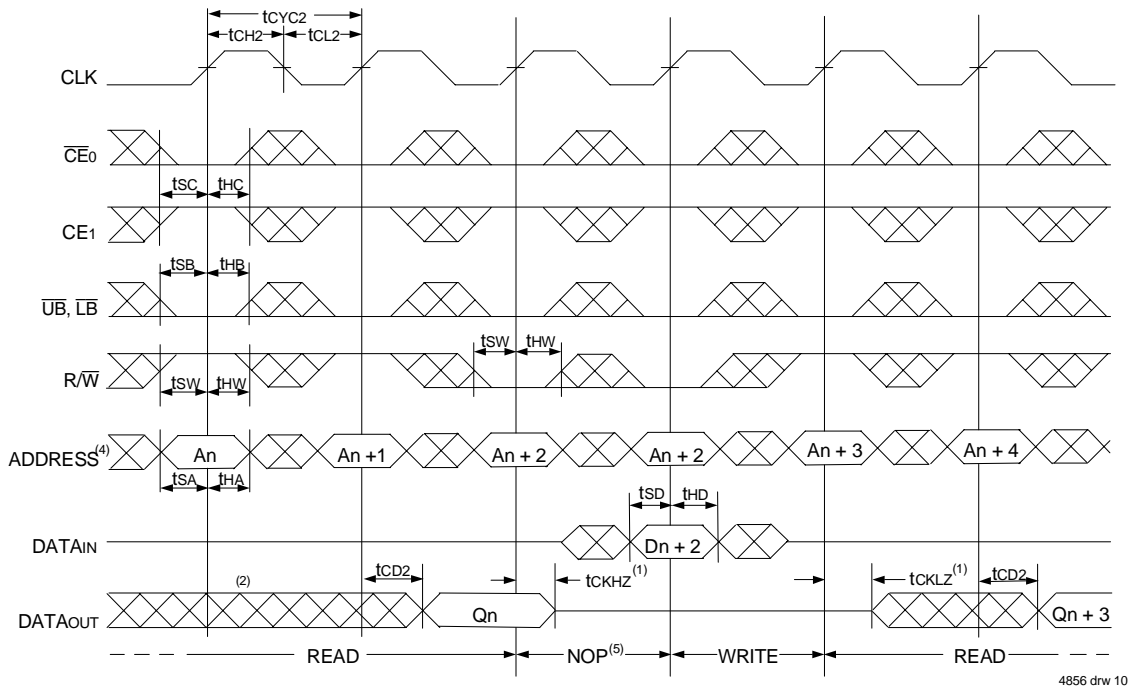 tCYC2
tCH2 tCL2
CLK
CE0
tSC tHC
CE1
tSB tHB
UB, LB
tSW tHW
R/W
tSW tHW
ADDRESS(4) An An + 1 An + 2 An + 2 An + 3 An + 4
tSA tHA
tSD tHD
DATAIN Dn + 2
(2) tCD2 tCKHZ(1) tCKLZ(1) tCD2
DATAOUT Qn Qn + 3
READ NOP(5) WRITE READ
4856 drw 10